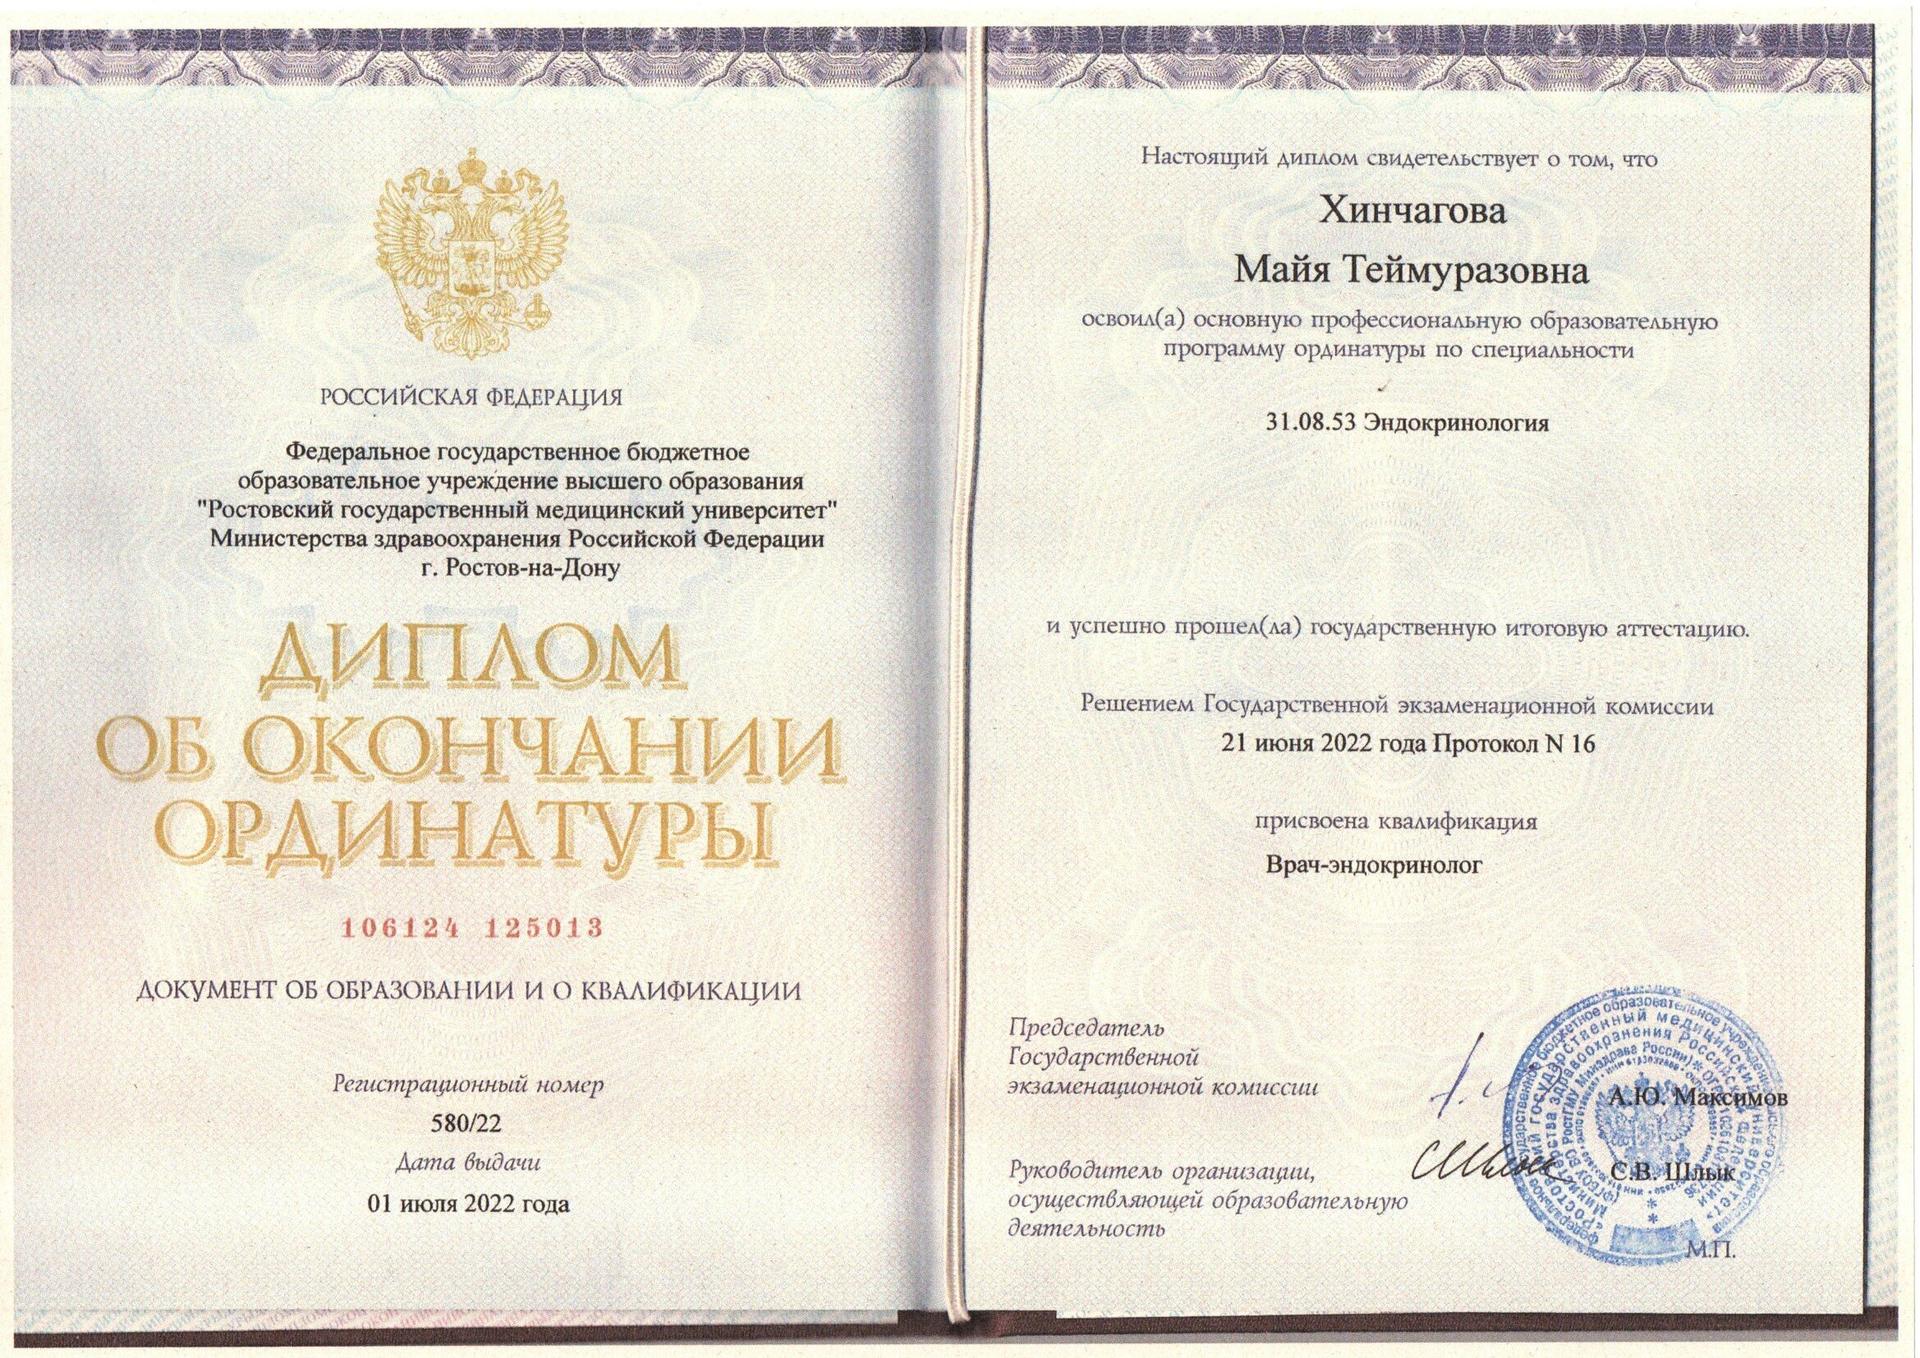 РОССИЙСКАЯ ФЕДЕРАЦИЯ
Федеральное государственное бюджетное
образовательное учреждение высшего образования
"Ростовский государственный медицинский университет"
Министерства здравоохранения Российской Федерации
г. Ростов-на-Дону
ДИПЛОМ
ОБ ОКОНЧАНИИ
ОРДИНАТУРЫ
106124 125013
ДОКУМЕНТ ОБ ОБРАЗОВАНИИ И О КВАЛИФИКАЦИИ
Регистрационный номер
580/22
Дата выдачи
01 июля 2022 года
Настоящий диплом свидетельствует о том, что
Хинчагова
Майя Теймуразовна
освоил(а) основную профессиональную образовательную
программу ординатуры по специальности
31.08.53 Эндокринология
и успешно прошел(ла) государственную итоговую аттестацию.
Решением Государственной экзаменационной комиссии
21 июня 2022 года Протокол N 16
присвоена квалификация
Врач-эндокринолог
Председатель
Государственной
экзаменационной комиссии
А.Ю. Максимов
Руководитель организации,
осуществляющей образовательную
деятельность
С.В. Шлык
М.П.